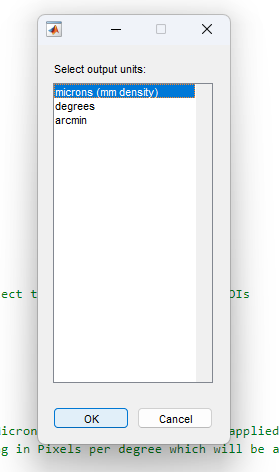 Select output units:
microns (mm density)
degrees
arcmin
ect t
OIs
OK
Cancel
micron
applied
g in Pixels per degree which will be a